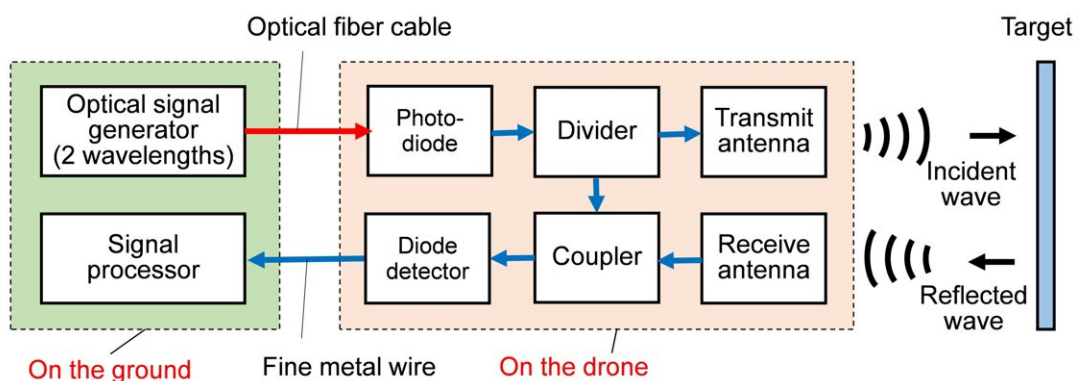 Optical fiber cable
Target
Optical signal
generator
(2 wavelengths)
Photo-
diode
Divider
Transmit
antenna
Incident
wave
Signal
processor
Diode
detector
Coupler
Receive
antenna
Reflected
wave
On the ground
Fine metal wire
On the drone